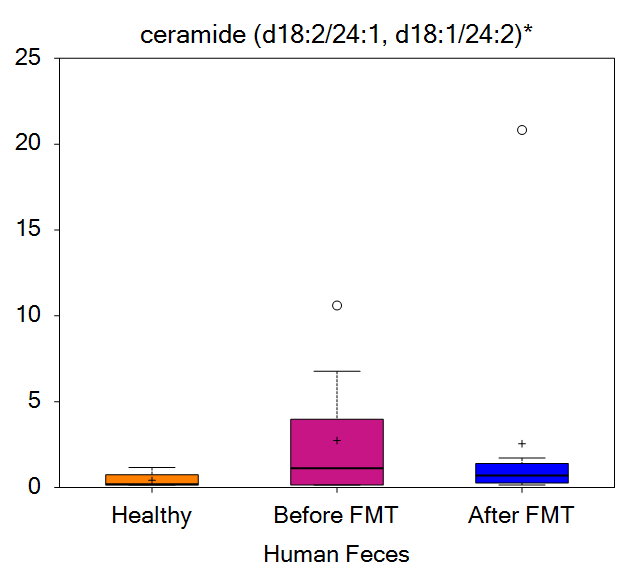 ceramide (d18:2/24:1, d18:1/24:2)*
25
20
15
10
5
0
Healthy Before FMT After FMT
Human Feces